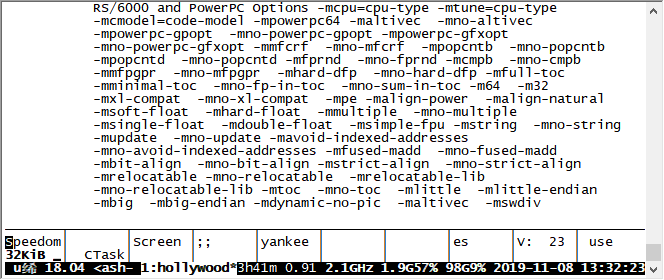 RS/6000 and PowerPC Options -mcpu=cpu-type -mtune=cpu-type
-mcmodel=code-model -mpowerpc64 -maltivec  -mno-altivec
-mpowerpc-gpopt  -mno-powerpc-gpopt -mpowerpc-gfxopt
-mno-powerpc-gfxopt -mmfcrf  -mno-mfcrf  -mpopcntb  -mno-popcntb
-mpopcntd  -mno-popcntd -mfprnd  -mno-fprnd -mcmpb  -mno-cmpb
-mmfpgpr  -mno-mfpgpr  -mhard-dfp  -mno-hard-dfp -mfull-toc
-mminimal-toc  -mno-fp-in-toc  -mno-sum-in-toc -m64  -m32
-mxl-compat  -mno-xl-compat  -mpe -malign-power  -malign-natural
-msoft-float  -mhard-float  -mmultiple  -mno-multiple
-msingle-float  -mdouble-float -msimple-fpu -mstring  -mno-string
-mupdate  -mno-update -mavoid-indexed-addresses
-mno-avoid-indexed-addresses -mfused-madd  -mno-fused-madd
-mbit-align  -mno-bit-align -mstrict-align  -mno-strict-align
-mrelocatable -mno-relocatable  -mrelocatable-lib
-mno-relocatable-lib -mtoc  -mno-toc  -mlittle  -mlittle-endian
-mbig  -mbig-endian -mdynamic-no-pic  -maltivec  -mswdiv
Speedom Screen ;; yankee es V: 23 use
32KiB _ CTask
18.04 <ash- 1:hollywood*3h41m 0.91 2.1GHz 1.9G57% 98G9% 2019-11-08 13:32:23